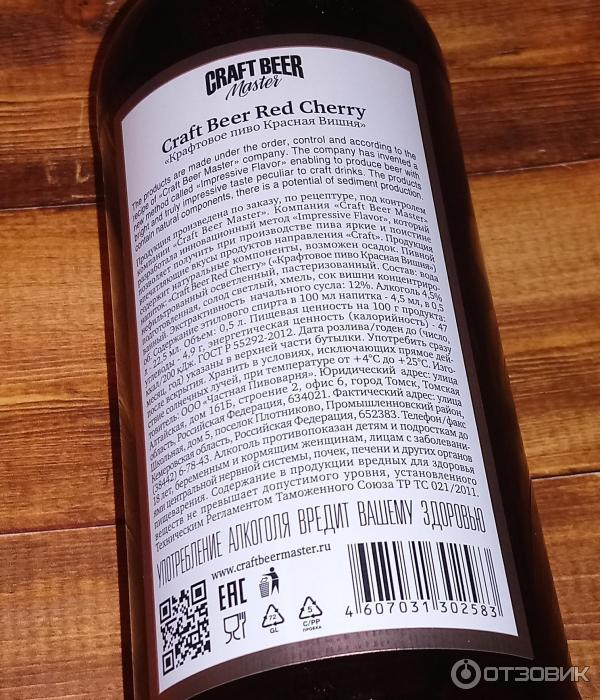 CRAFT BEER
Master
Craft Beer Red Cherry
«Крафтовое пиво Красная Вишня»
The products are made under the order, control and according to the
recipe of «Craft Beer Master» company. The company has invented a
new method called «Impressive Flavor» enabling to produce beer with
bright and truly impressive taste peculiar to craft drinks. The products
contain natural components, there is a potential of sediment production.
Продукция произведена по заказу, по рецептуре, под контролем
компании «Craft Beer Master». Компания «Craft Beer Master»
разработала инновационный метод «Impressive Flavor», который
позволяет получить при производстве пива яркие и поистине
впечатляющие вкусы продуктов направления «Craft». Продукция
содержит натуральные компоненты, возможен осадок. Пивной
напиток «Craft Beer Red Cherry» («Крафтовое пиво Красная Вишня»)
нефильтрованный осветленный, пастеризованный. Состав: вода
подготовленная, солод светлый, хмель, сок вишни концентриро-
ванный. Экстрактивность начального сусла: 12%. Алкоголь 4,5%
об. Содержание этилового спирта в 100 мл напитка - 4,5 мл, в 0,5
л - 22,5 мл. Объем: 0,5 л. Пищевая ценность на 100 г продукта:
углеводы - 4,9 г, энергетическая ценность (калорийность) - 47
ккал/200 кДж. ГОСТ Р 55292-2012. Дата розлива/годен до (число,
месяц, год) указаны в верхней части бутылки. Употребить сразу
после вскрытия. Хранить в условиях, исключающих прямое дей-
ствие солнечных лучей, при температуре от +4°С до +25°С. Изго-
товитель: ООО «Частная Пивоварня». Юридический адрес: улица
Алтайская, дом 161Б, строение 2, офис 6, город Томск, Томская
область, Российская Федерация, 634021. Фактический адрес: улица
Школьная, дом 5, поселок Плотниково, Промышленновский район,
Кемеровская область, Российская Федерация, 652383. Телефон/факс
(38442) 6-78-43. Алкоголь противопоказан детям и подросткам до
18 лет, беременным и кормящим женщинам, лицам с заболевани-
ями центральной нервной системы, почек, печени и других органов
пищеварения. Содержание в продукции вредных для здоровья
веществ не превышает допустимого уровня, установленного
Техническим Регламентом Таможенного Союза ТР ТС 021/2011.
УПОТРЕБЛЕНИЕ АЛКОГОЛЯ ВРЕДИТ ВАШЕМУ ЗДОРОВЬЮ
www.craftbeermaster.ru
EAC
72
GL
5
C/PP
ПРОБКА
4 607031 302583
ОТЗОВИК